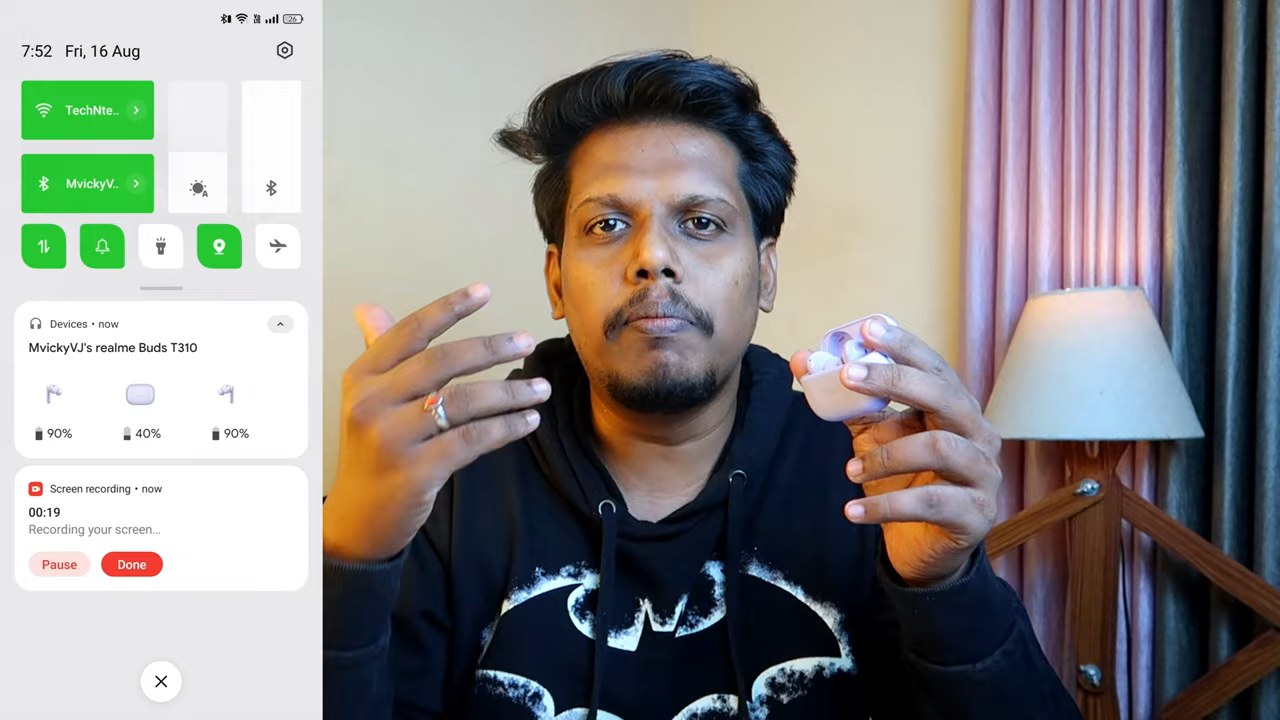 26
7:52 Fri, 16 Aug
TechNte..
MvickyV..
Devices • now
MvickyVJ's realme Buds T310
90% 40% 90%
Screen recording • now
00:19
Recording your screen...
Pause Done